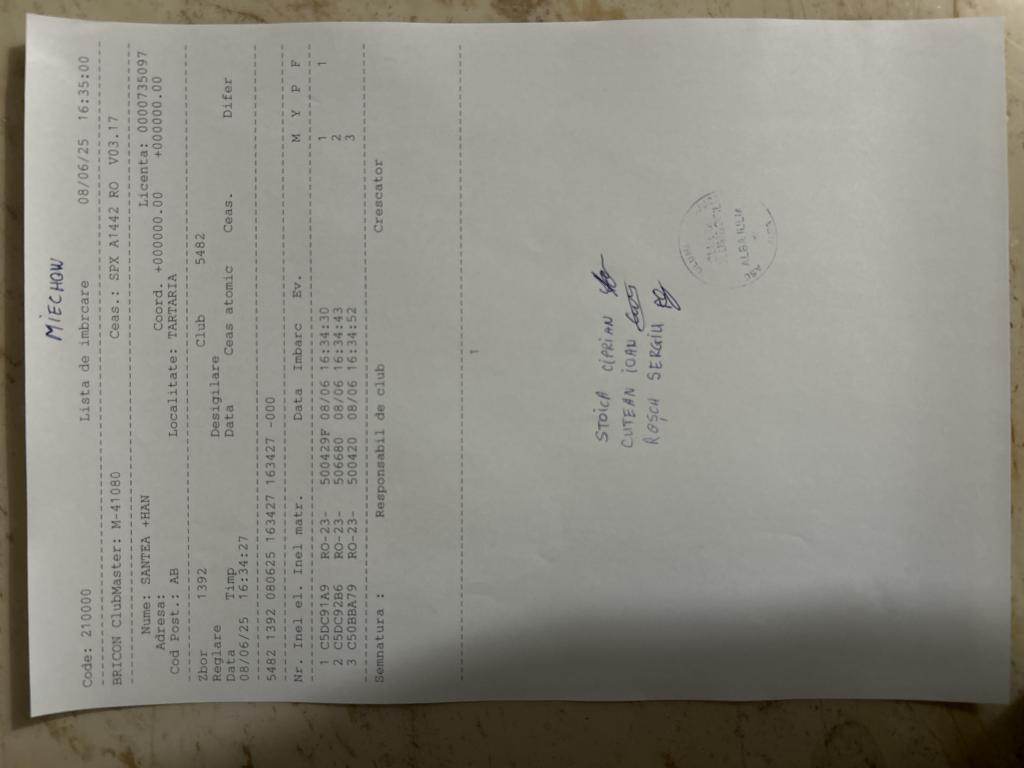 MIECHOW
Code: 210000 Lista de imbrcare 08/06/25 16:35:00
BRICON ClubMaster: M-41080 Ceas.: SPX A1442 RO V03.17
Nume: SANTEA +HAN Licenta: 0000735097
Adresa: Coord. +000000.00 +000000.00
Cod Post.: AB Localitate: TARTARIA
Zbor 1392 Club 5482
Reglare Desigilare
Data Timp Data Ceas atomic Ceas. Difer
08/06/25 16:34:27
5482 1392 080625 163427 163427 163427 -000
Nr. Inel el. Inel matr. Data Imbarc Ev. M Y P F
1 C5DC91A9 RO-23- 500429F 08/06 16:34:30 1 1
2 C5DC92B6 RO-23- 506680 08/06 16:34:43 2
3 C50BBA79 RO-23- 500420 08/06 16:34:52 3
Semnatura : Responsabil de club Crescator
1
STOICA CIPRIAN
CUTEAN IOAN
ROȘCA SERGIU
ALBA IULIA